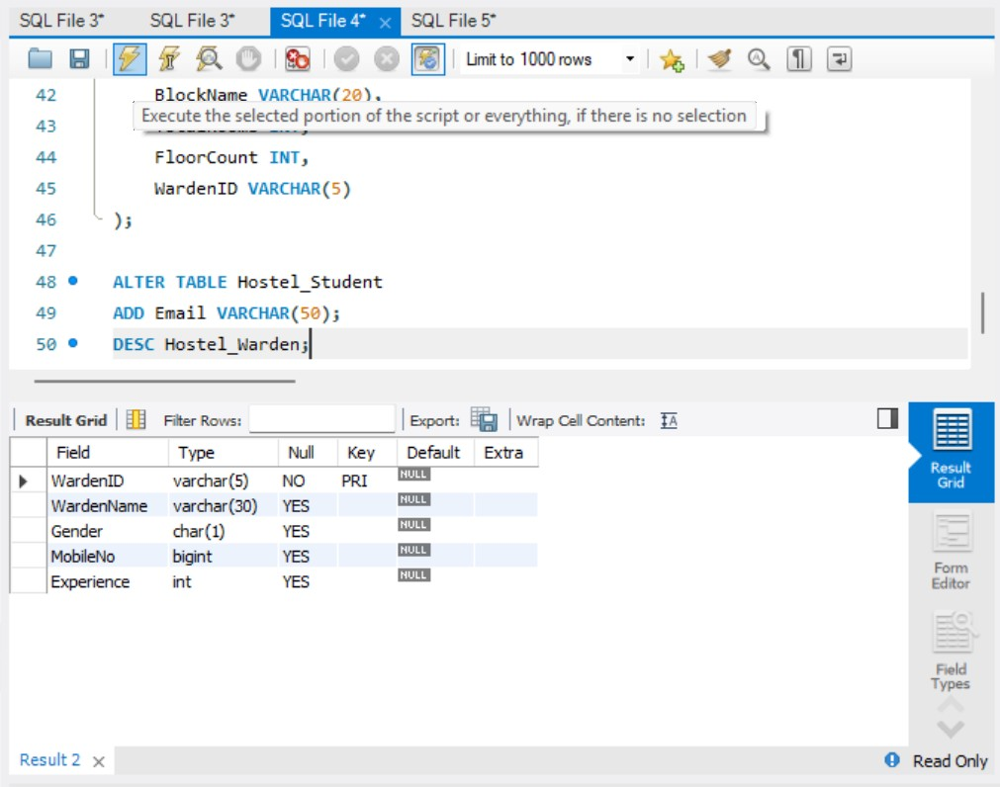 SQL File 3* SQL File 3* SQL File 4* × SQL File 5*
Limit to 1000 rows
42 BlockName VARCHAR(20),
Execute the selected portion of the script or everything, if there is no selection
43
44 FloorCount INT,
45 WardenID VARCHAR(5)
46 );
47
48 ALTER TABLE Hostel_Student
49 ADD Email VARCHAR(50);
50 DESC Hostel_Warden;
Result Grid Filter Rows: Export: Wrap Cell Content: IA
Field Type Null Key Default Extra
WardenID varchar(5) NO PRI NULL
WardenName varchar(30) YES NULL
Gender char(1) YES NULL
MobileNo bigint YES NULL
Experience int YES NULL
Result
Grid
Form
Editor
Field
Types
Result 2 × Read Only